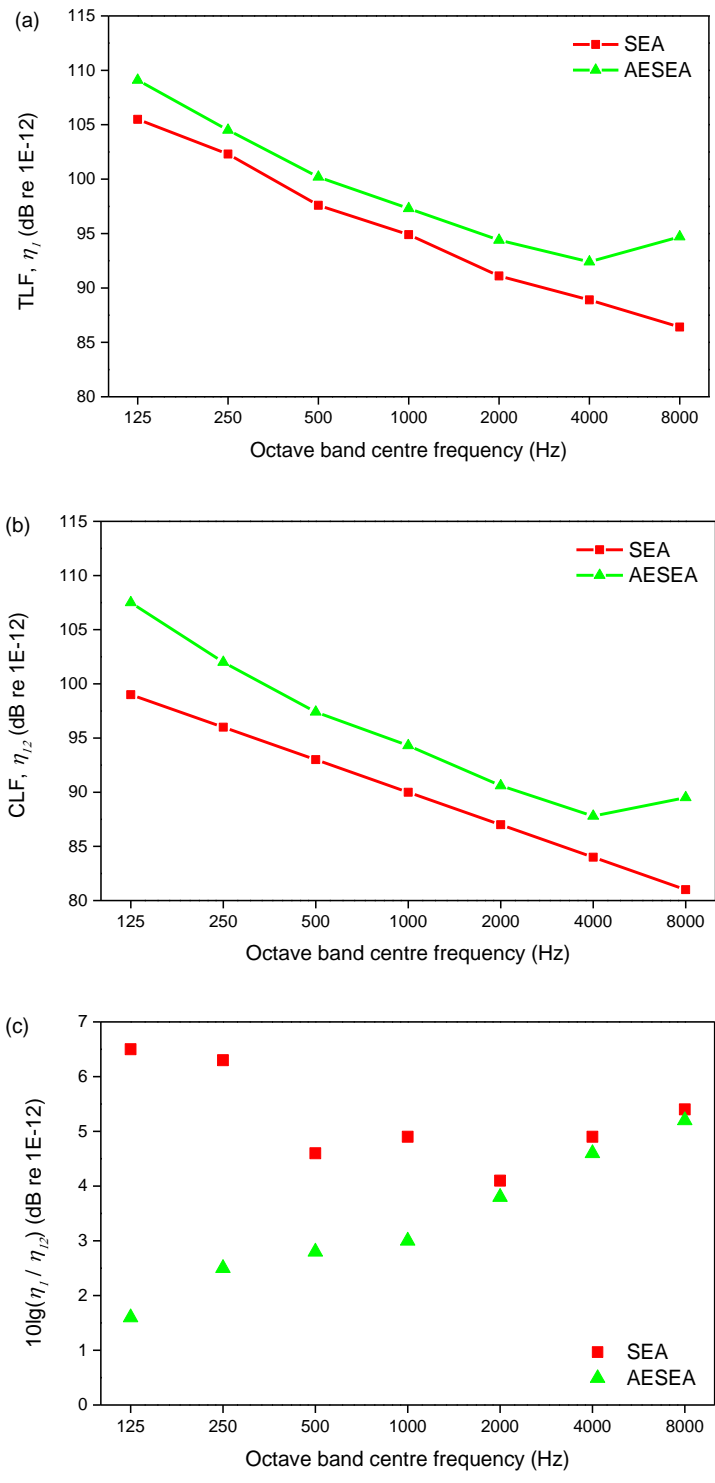 (a)
115
110
105
100
95
90
85
80
TLF, η₁ (dB re 1E-12)
SEA
AESEA
125 250 500 1000 2000 4000 8000
Octave band centre frequency (Hz)
(b)
115
110
105
100
95
90
85
80
CLF, η₁₂ (dB re 1E-12)
SEA
AESEA
125 250 500 1000 2000 4000 8000
Octave band centre frequency (Hz)
(c)
7
6
5
4
3
2
1
0
10lg(η₁ / η₁₂) (dB re 1E-12)
SEA
AESEA
125 250 500 1000 2000 4000 8000
Octave band centre frequency (Hz)